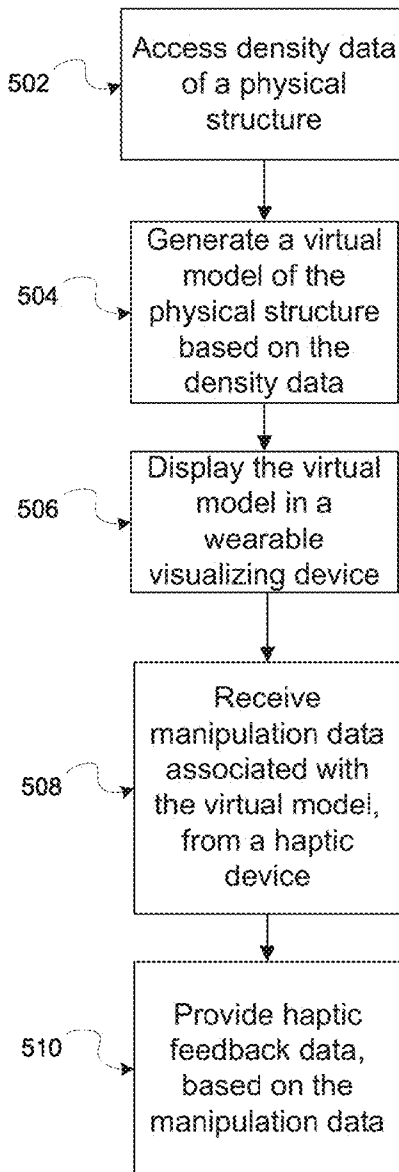 502
Access density data
of a physical
structure
504
Generate a virtual
model of the
physical structure
based on the
density data
506
Display the virtual
model in a
wearable
visualizing device
508
Receive
manipulation data
associated with
the virtual model,
from a haptic
device
510
Provide haptic
feedback data,
based on the
manipulation data